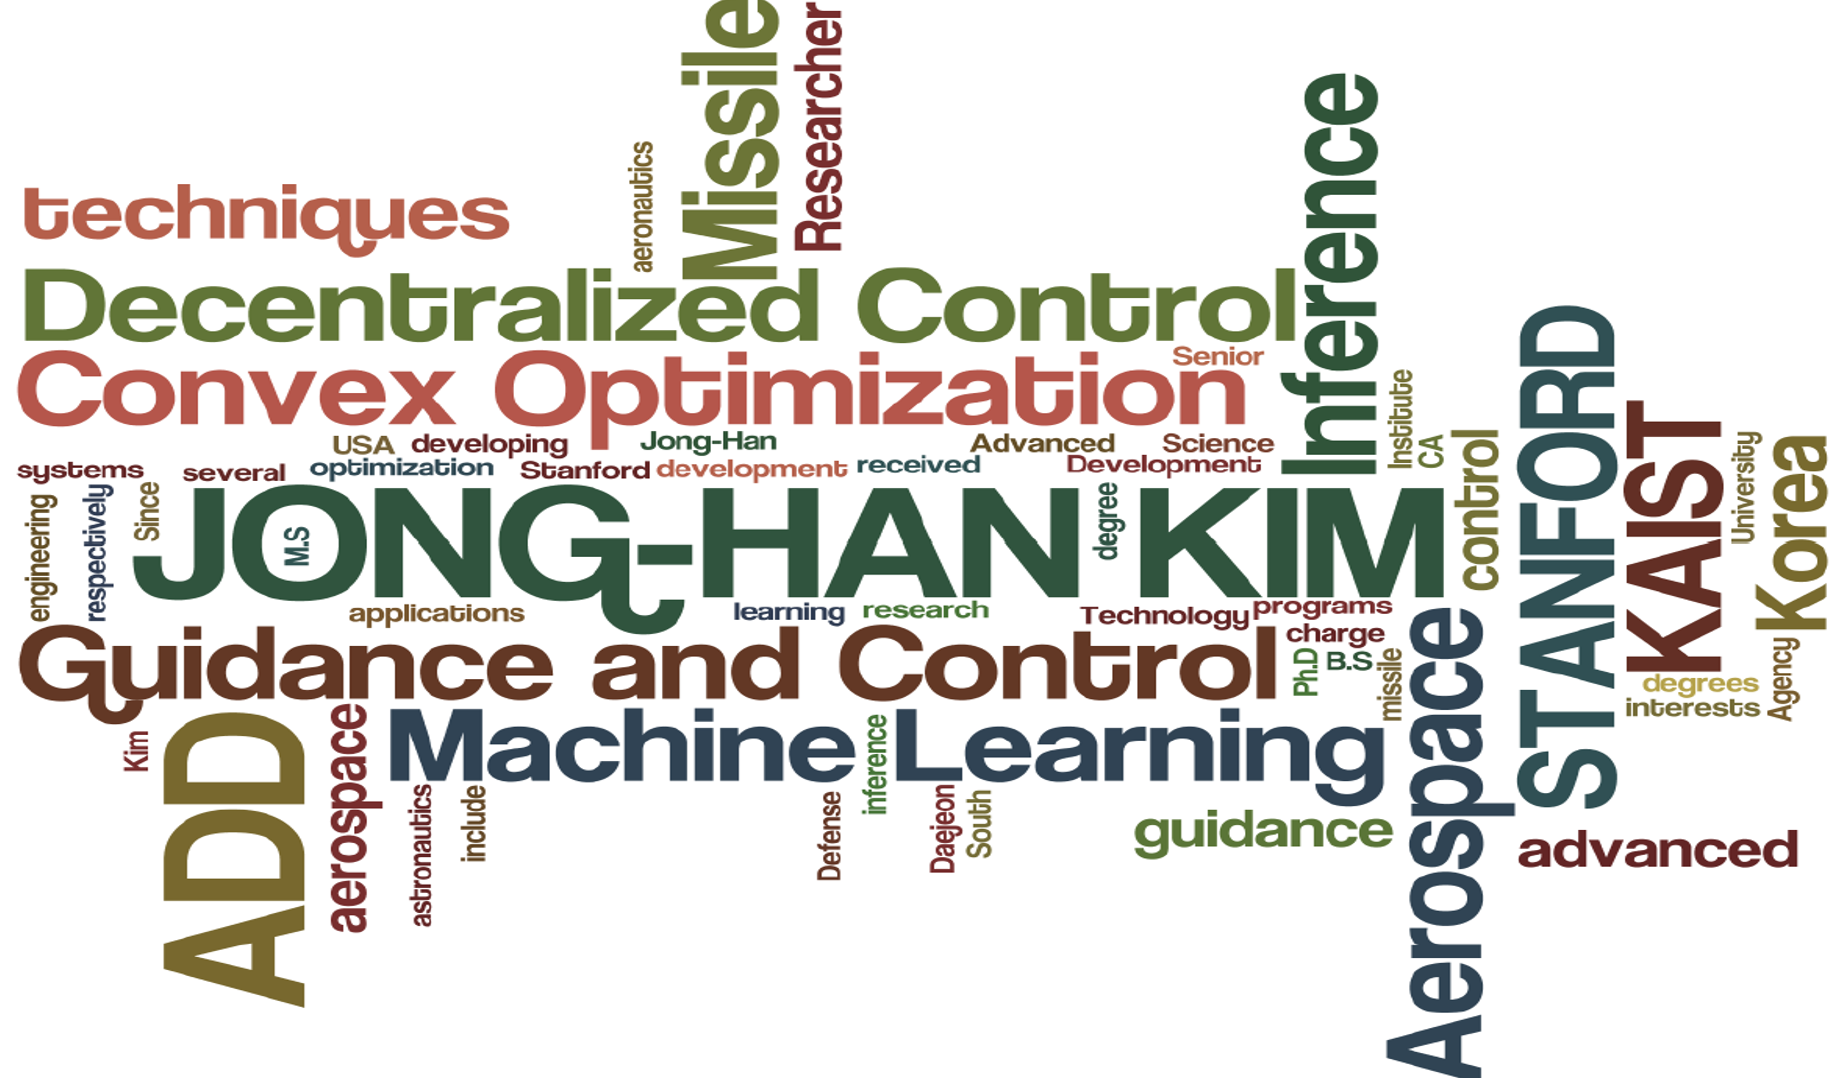 Missile
Researcher
aeronautics
techniques
Inference
Decentralized Control
Convex Optimization
Senior
STANFORD
Institute
CA
KAIST
University
Korea
control
USA
developing
Jong-Han
Advanced
Science
systems
several
optimization
Stanford
development
received
Development
engineering
respectively
Since
JONG-HAN KIM
M.S
degree
applications
learning
research
Technology
programs
charge
Guidance and Control
Ph.D
B.S
missile
Aerospace
degrees
interests
Agency
Kim
ADD
aerospace
Machine Learning
inference
astronautics
include
Defense
Daejeon
South
guidance
advanced